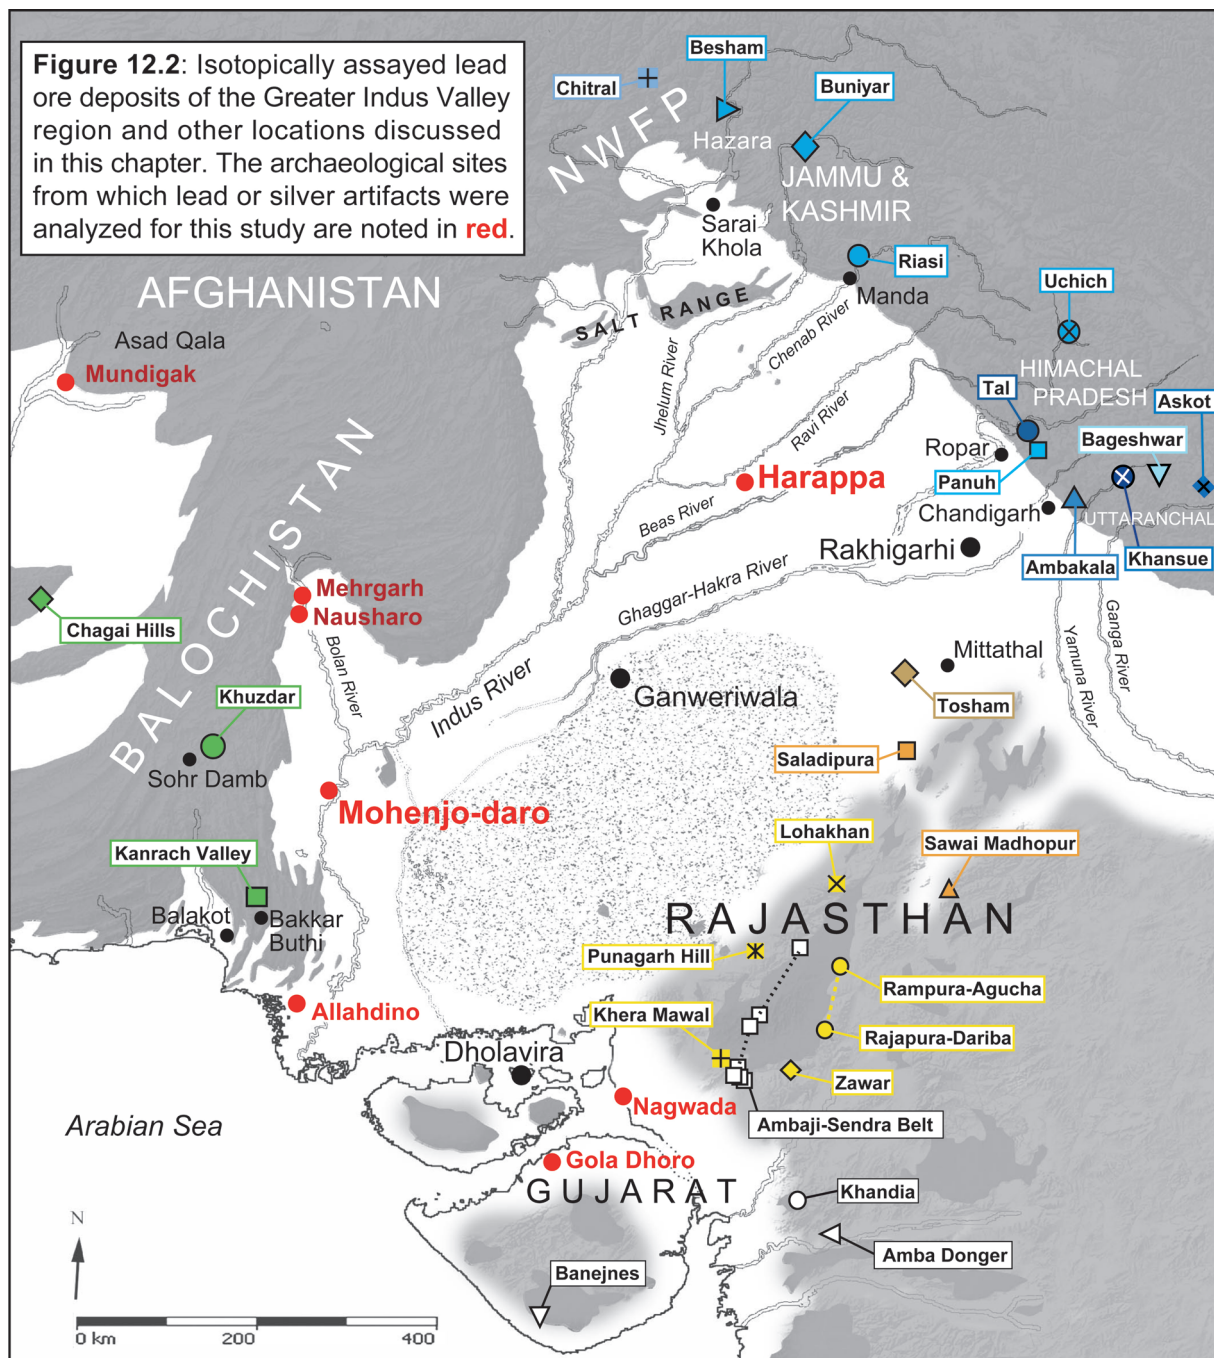 Figure 12.2: Isotopically assayed lead
ore deposits of the Greater Indus Valley
region and other locations discussed
in this chapter. The archaeological sites
from which lead or silver artifacts were
analyzed for this study are noted in red.
Besham
Chitral
Buniyar
NWFP
Hazara
JAMMU &
KASHMIR
Sarai
Khola
Riasi
Manda
Uchich
AFGHANISTAN
SALT RANGE
Asad Qala
Mundigak
Jhelum River
Chenab River
Ravi River
HIMACHAL
PRADESH
Tal
Askot
Bageshwar
Ropar
Panuh
Harappa
Beas River
Chandigarh
UTTARANCHAL
Rakhigarhi
Ambakala
Khansue
BALOCHISTAN
Mehrgarh
Nausharo
Ghaggar-Hakra River
Chagai Hills
Bolan River
Yamuna River
Ganga River
Mittathal
Indus River
Khuzdar
Ganweriwala
Tosham
Sohr Damb
Saladipura
Mohenjo-daro
Lohakhan
Sawai Madhopur
Kanrach Valley
Balakot
Bakkar
Buthi
RAJASTHAN
Punagarh Hill
Rampura-Agucha
Allahdino
Khera Mawal
Rajapura-Dariba
Dholavira
Zawar
Nagwada
Ambaji-Sendra Belt
Arabian Sea
Gola Dhoro
GUJARAT
Khandia
N
Amba Donger
Banejnes
0 km 200 400